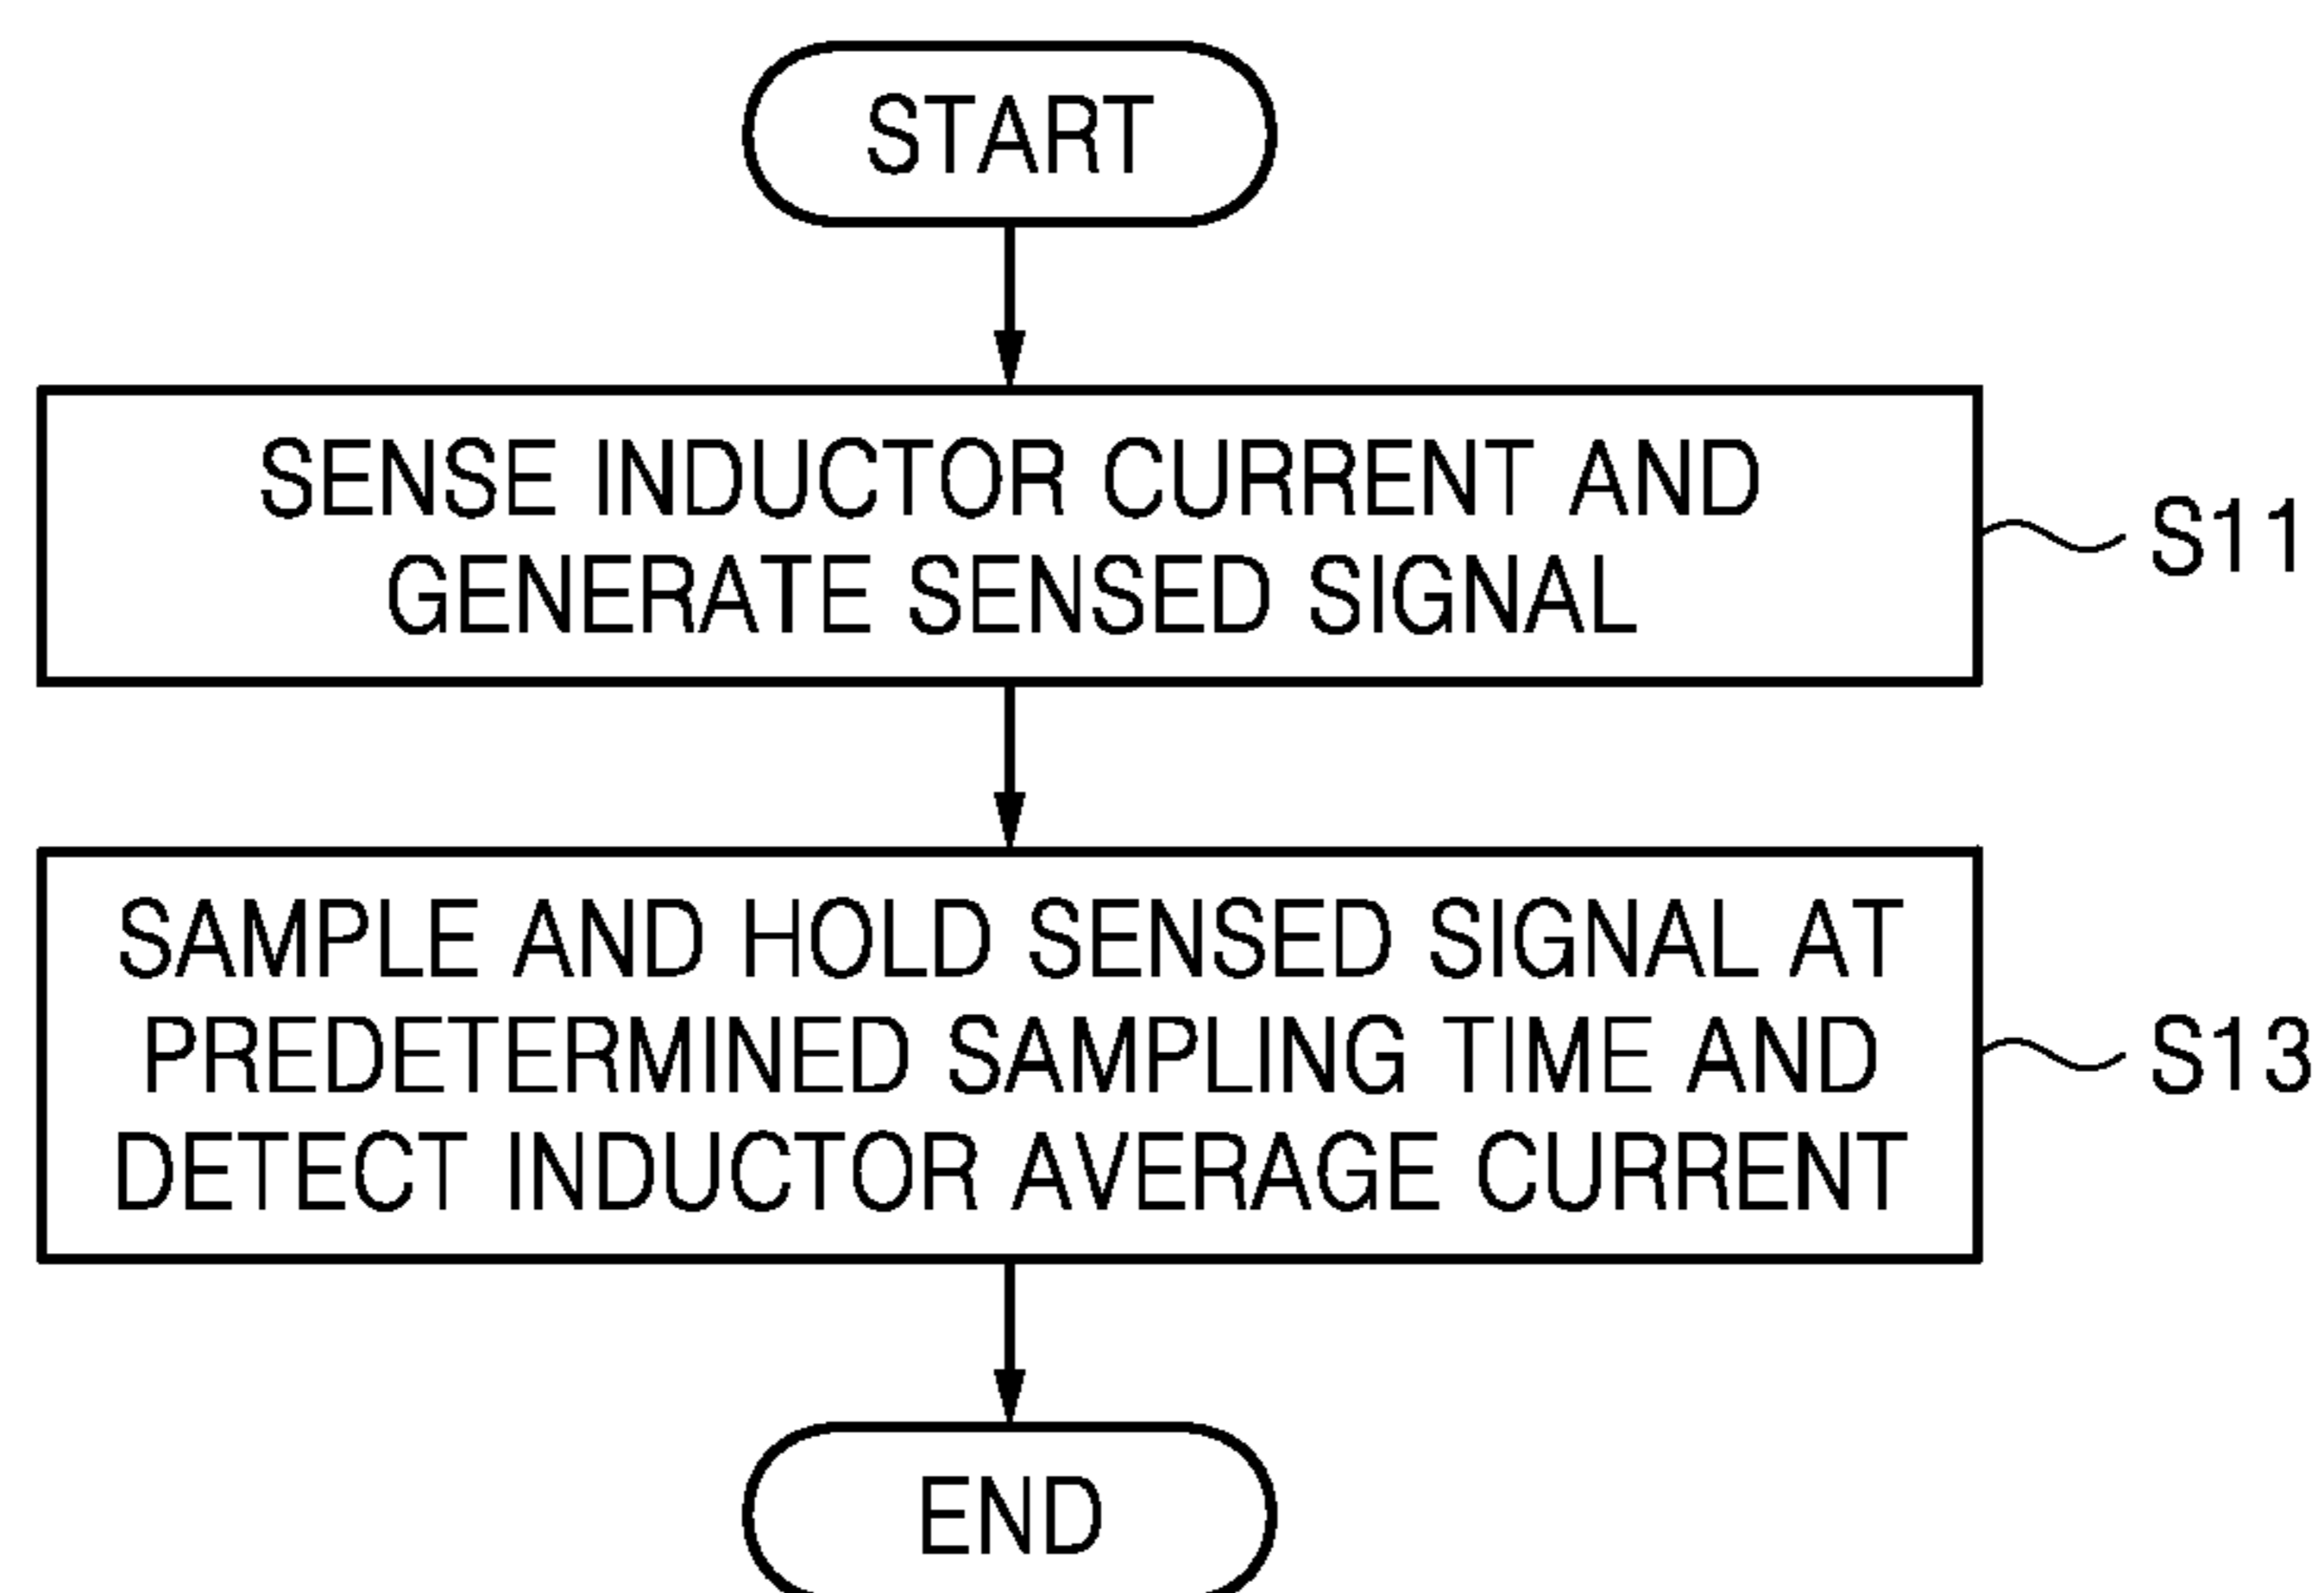 START
SENSE INDUCTOR CURRENT AND
GENERATE SENSED SIGNAL
S11
SAMPLE AND HOLD SENSED SIGNAL AT
PREDETERMINED SAMPLING TIME AND
DETECT INDUCTOR AVERAGE CURRENT
S13
END